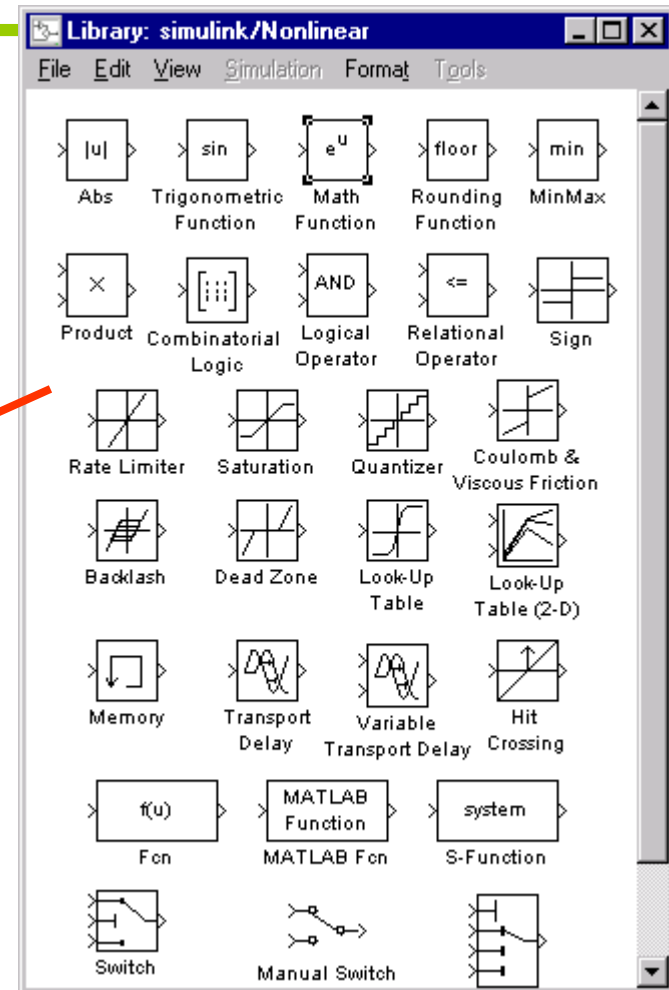 Library: simulink/Nonlinear
File Edit View Simulation Format Tools
|u| sin e^u floor min
Abs Trigonometric Function Math Function Rounding Function MinMax
× [¦¦¦] AND <=
Product Combinatorial Logic Logical Operator Relational Operator Sign
Rate Limiter Saturation Quantizer Coulomb & Viscous Friction
Backlash Dead Zone Look-Up Table Look-Up Table (2-D)
Memory Transport Delay Variable Transport Delay Hit Crossing
f(u) MATLAB Function system
Fcn MATLAB Fcn S-Function
Switch Manual Switch